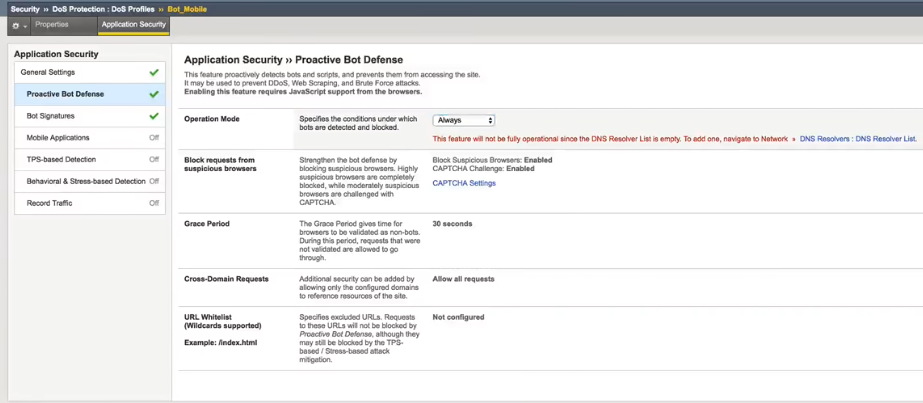 Security » DoS Protection : DoS Profiles » Bot_Mobile
Properties
Application Security
Application Security
General Settings
Proactive Bot Defense
Bot Signatures
Mobile Applications Off
TPS-based Detection Off
Behavioral & Stress-based Detection Off
Record Traffic Off
Application Security » Proactive Bot Defense
This feature proactively detects bots and scripts, and prevents them from accessing the site.
It may be used to prevent DDoS, Web Scraping, and Brute Force attacks.
Enabling this feature requires JavaScript support from the browsers.
Operation Mode
Specifies the conditions under which
bots are detected and blocked.
Always
This feature will not be fully operational since the DNS Resolver List is empty. To add one, navigate to Network » DNS Resolvers : DNS Resolver List.
Block requests from
suspicious browsers
Strengthen the bot defense by
blocking suspicious browsers. Highly
suspicious browsers are completely
blocked, while moderately suspicious
browsers are challenged with
CAPTCHA.
Block Suspicious Browsers: Enabled
CAPTCHA Challenge: Enabled
CAPTCHA Settings
Grace Period
The Grace Period gives time for
browsers to be validated as non-bots.
During this period, requests that were
not validated are allowed to go
through.
30 seconds
Cross-Domain Requests
Additional security can be added by
allowing only the configured domains
to reference resources of the site.
Allow all requests
URL Whitelist
(Wildcards supported)
Example: /index.html
Specifies excluded URLs. Requests
to these URLs will not be blocked by
Proactive Bot Defense, although they
may still be blocked by the TPS-
based / Stress-based attack
mitigation.
Not configured